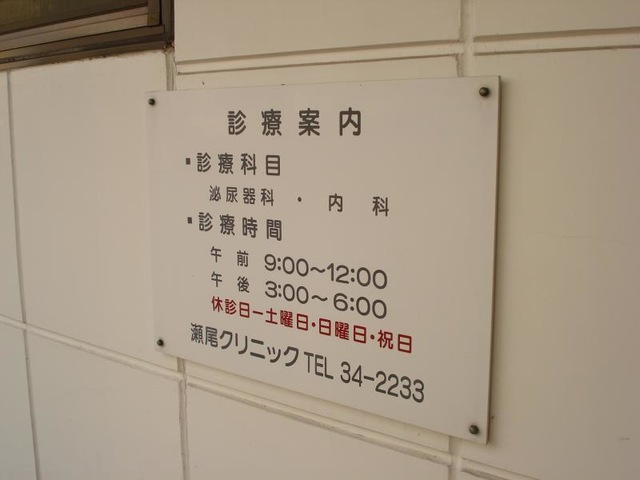 診療案内
▪診療科目
泌尿器科・内科
▪診療時間
午前 9:00～12:00
午後 3:00～6:00
休診日ー土曜日・日曜日・祝日
瀬尾クリニック TEL 34-2233